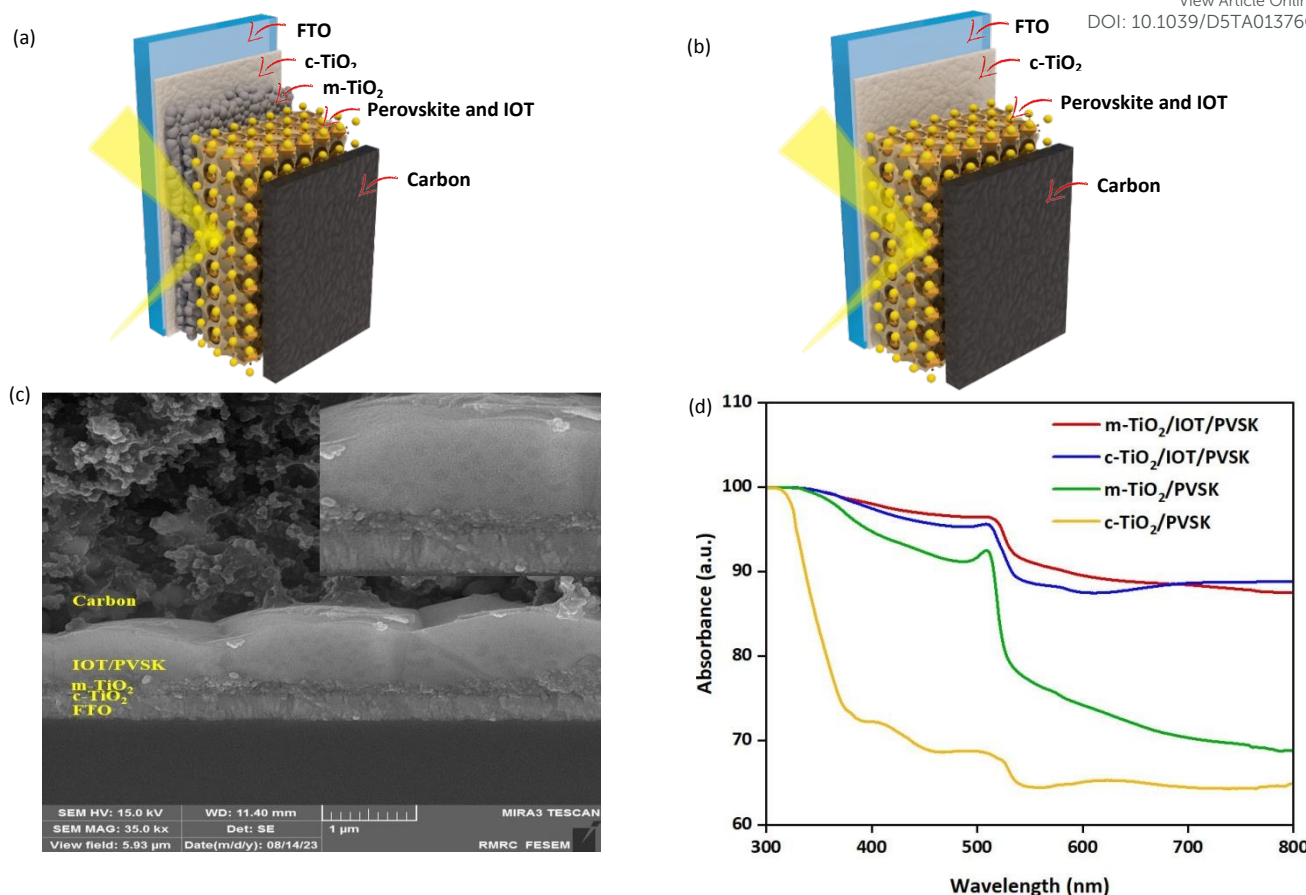 View Article Online
DOI: 10.1039/D5TA01376
(a)
FTO
c-TiO₂
m-TiO₂
Perovskite and IOT
Carbon
(b)
FTO
c-TiO₂
Perovskite and IOT
Carbon
(c)
Carbon
IOT/PVSK
m-TiO₂
c-TiO₂
FTO
SEM HV: 15.0 kV WD: 11.40 mm MIRA3 TESCAN
SEM MAG: 35.0 kx Det: SE 1 µm
View field: 5.93 µm Date(m/d/y): 08/14/23 RMRC FESEM
(d)
110
100
90
80
70
60
Absorbance (a.u.)
m-TiO₂/IOT/PVSK
c-TiO₂/IOT/PVSK
m-TiO₂/PVSK
c-TiO₂/PVSK
300 400 500 600 700 800
Wavelength (nm)